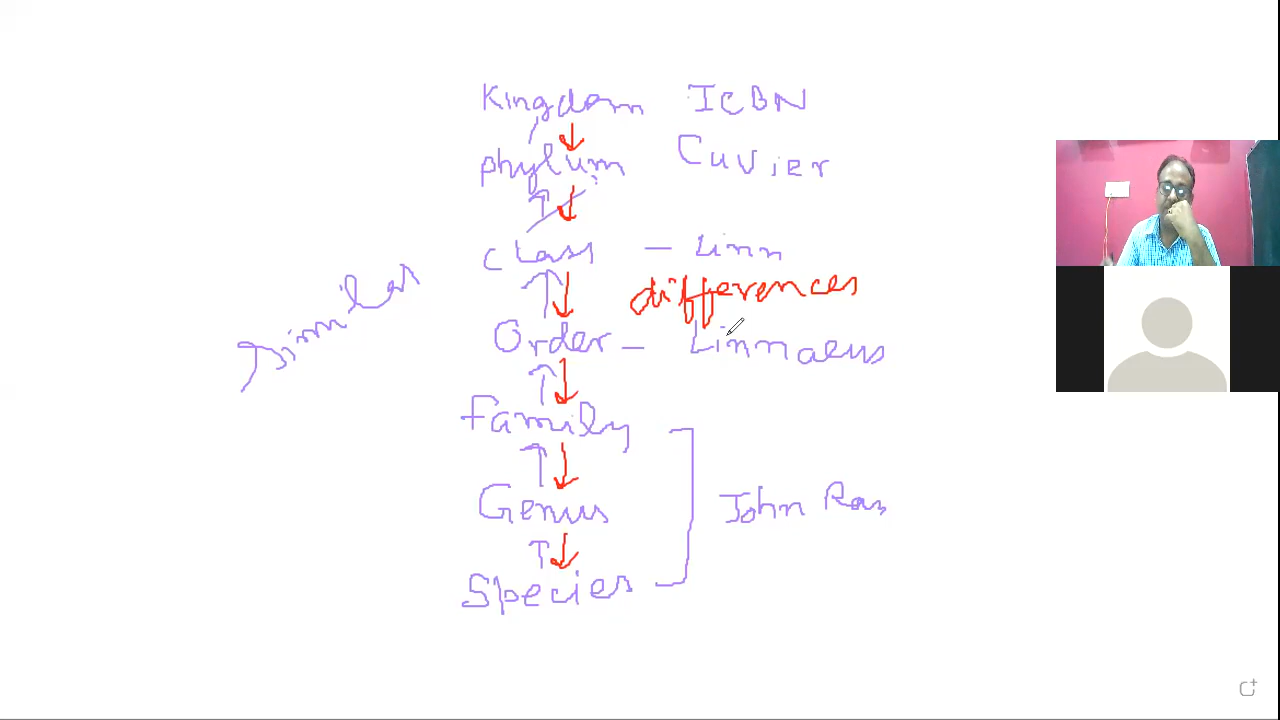 Kingdom ICBN
phylum Cuvier
class - Linn
differences
Similar
Order - Linnaeus
Family
Genus
John Ray
Species